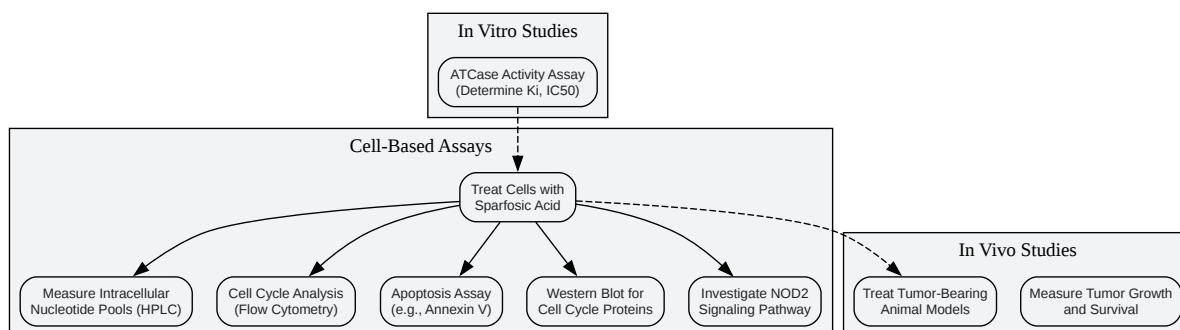 In Vitro Studies
ATCase Activity Assay
(Determine Ki, IC50)
Cell-Based Assays
Treat Cells with
Sparfosic Acid
Measure Intracellular
Nucleotide Pools (HPLC)
Cell Cycle Analysis
(Flow Cytometry)
Apoptosis Assay
(e.g., Annexin V)
Western Blot for
Cell Cycle Proteins
Investigate NOD2
Signaling Pathway
In Vivo Studies
Treat Tumor-Bearing
Animal Models
Measure Tumor Growth
and Survival